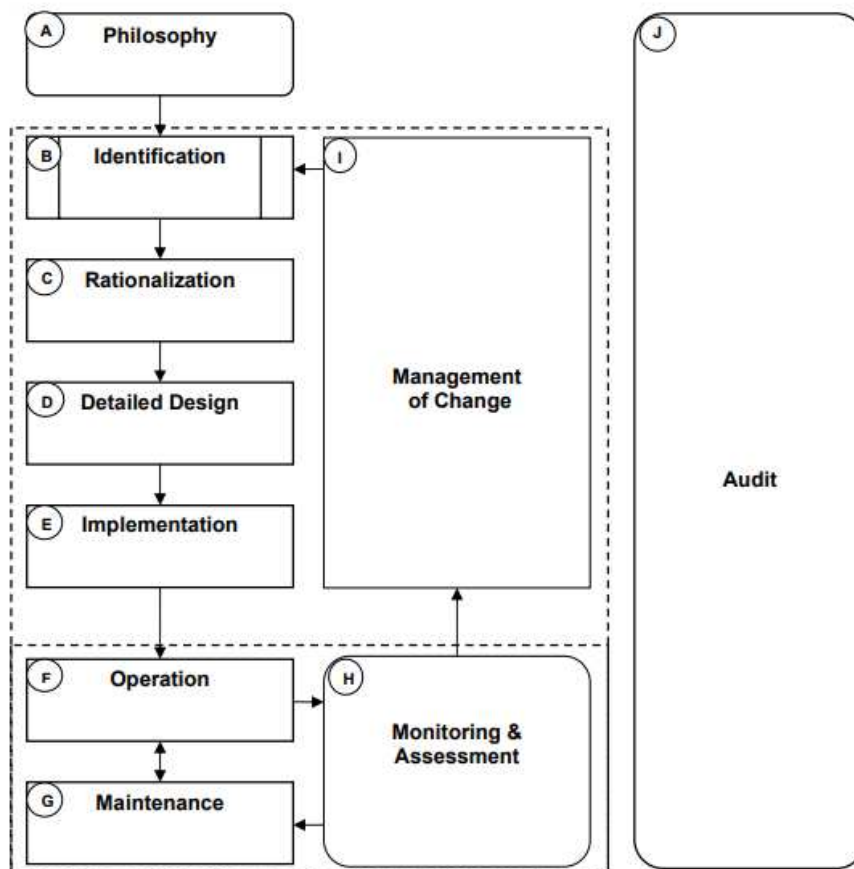 A
Philosophy
J
B
Identification
I
C
Rationalization
Management
of Change
D
Detailed Design
Audit
E
Implementation
F
Operation
H
Monitoring &
Assessment
G
Maintenance